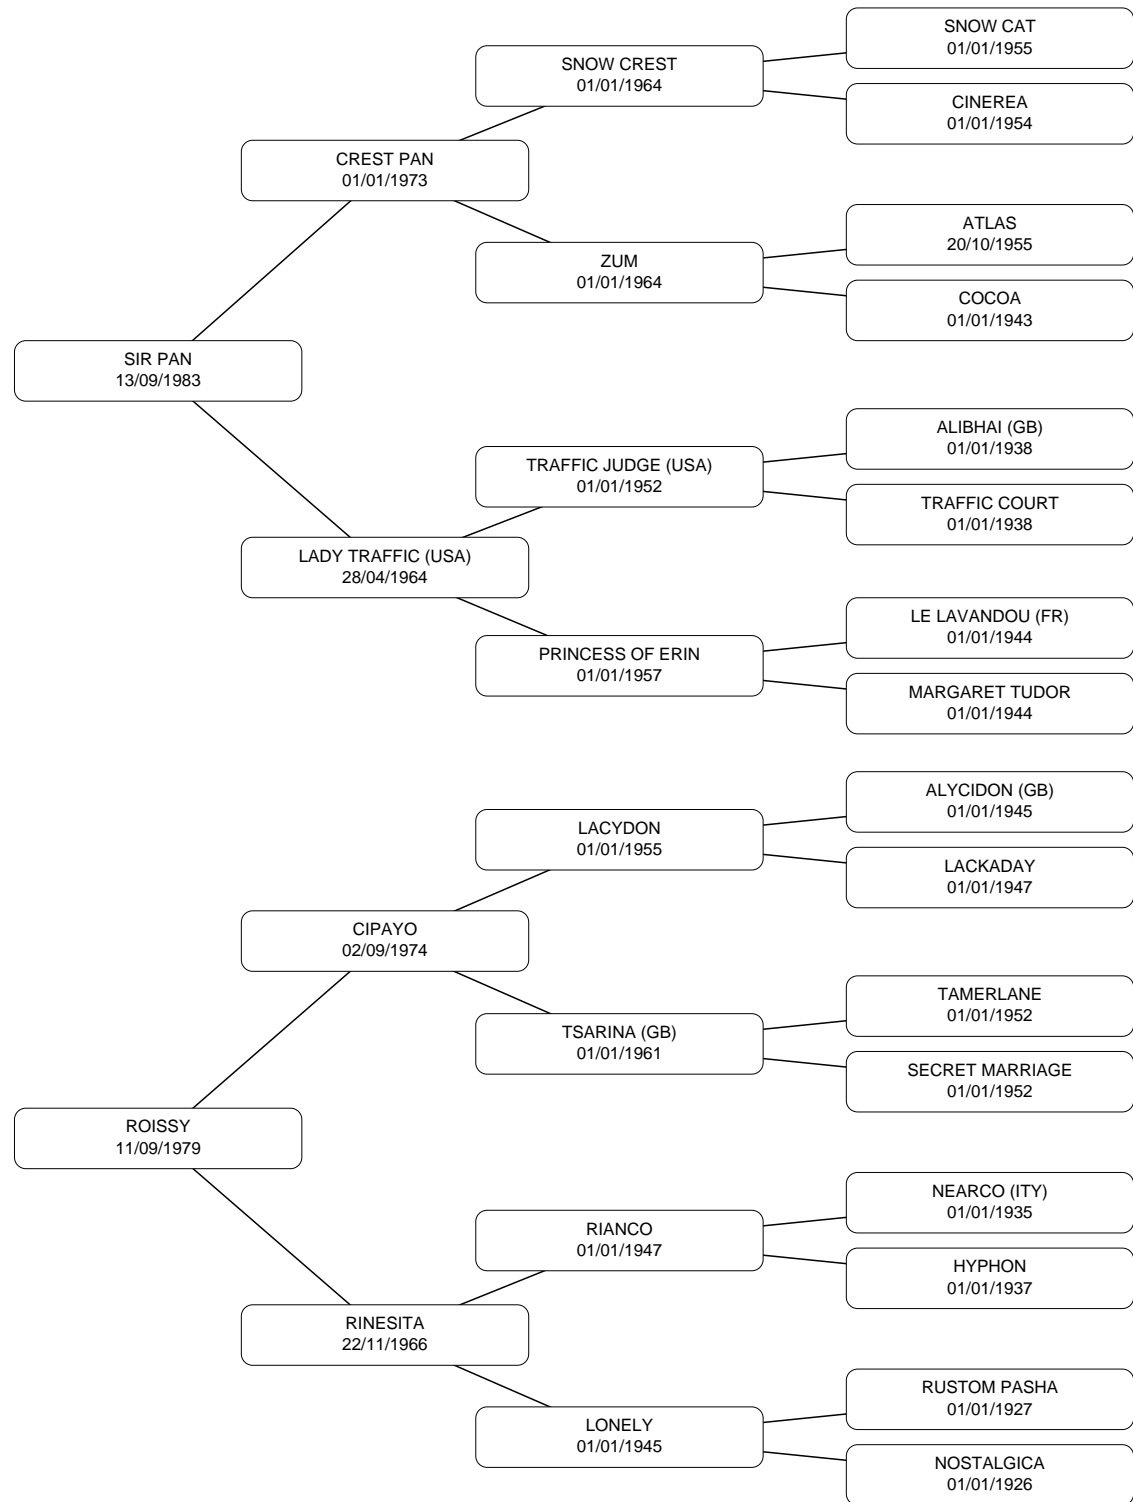 SNOW CAT
01/01/1955
SNOW CREST
01/01/1964
CINEREA
01/01/1954
CREST PAN
01/01/1973
ATLAS
20/10/1955
ZUM
01/01/1964
COCOA
01/01/1943
SIR PAN
13/09/1983
ALIBHAI (GB)
01/01/1938
TRAFFIC JUDGE (USA)
01/01/1952
TRAFFIC COURT
01/01/1938
LADY TRAFFIC (USA)
28/04/1964
LE LAVANDOU (FR)
01/01/1944
PRINCESS OF ERIN
01/01/1957
MARGARET TUDOR
01/01/1944
ALYCIDON (GB)
01/01/1945
LACYDON
01/01/1955
LACKADAY
01/01/1947
CIPAYO
02/09/1974
TAMERLANE
01/01/1952
TSARINA (GB)
01/01/1961
SECRET MARRIAGE
01/01/1952
ROISSY
11/09/1979
NEARCO (ITY)
01/01/1935
RIANCO
01/01/1947
HYPHON
01/01/1937
RINESITA
22/11/1966
RUSTOM PASHA
01/01/1927
LONELY
01/01/1945
NOSTALGICA
01/01/1926